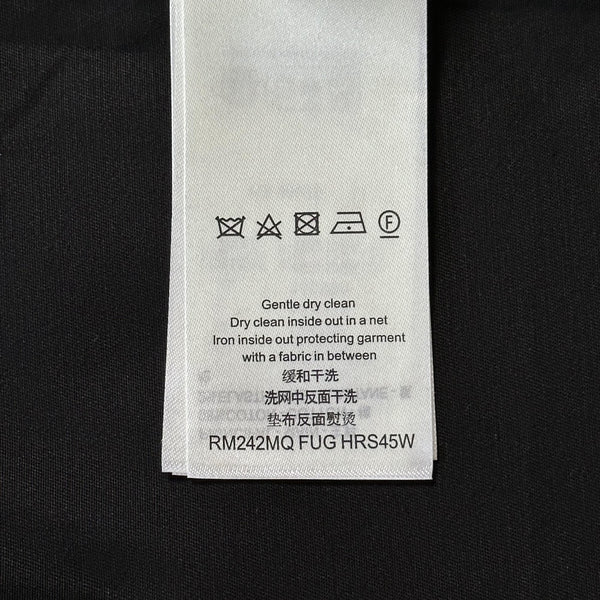 F
Gentle dry clean
Dry clean inside out in a net
Iron inside out protecting garment
with a fabric in between
缓和干洗
洗网中反面干洗
垫布反面熨烫
RM242MQ FUG HRS45W